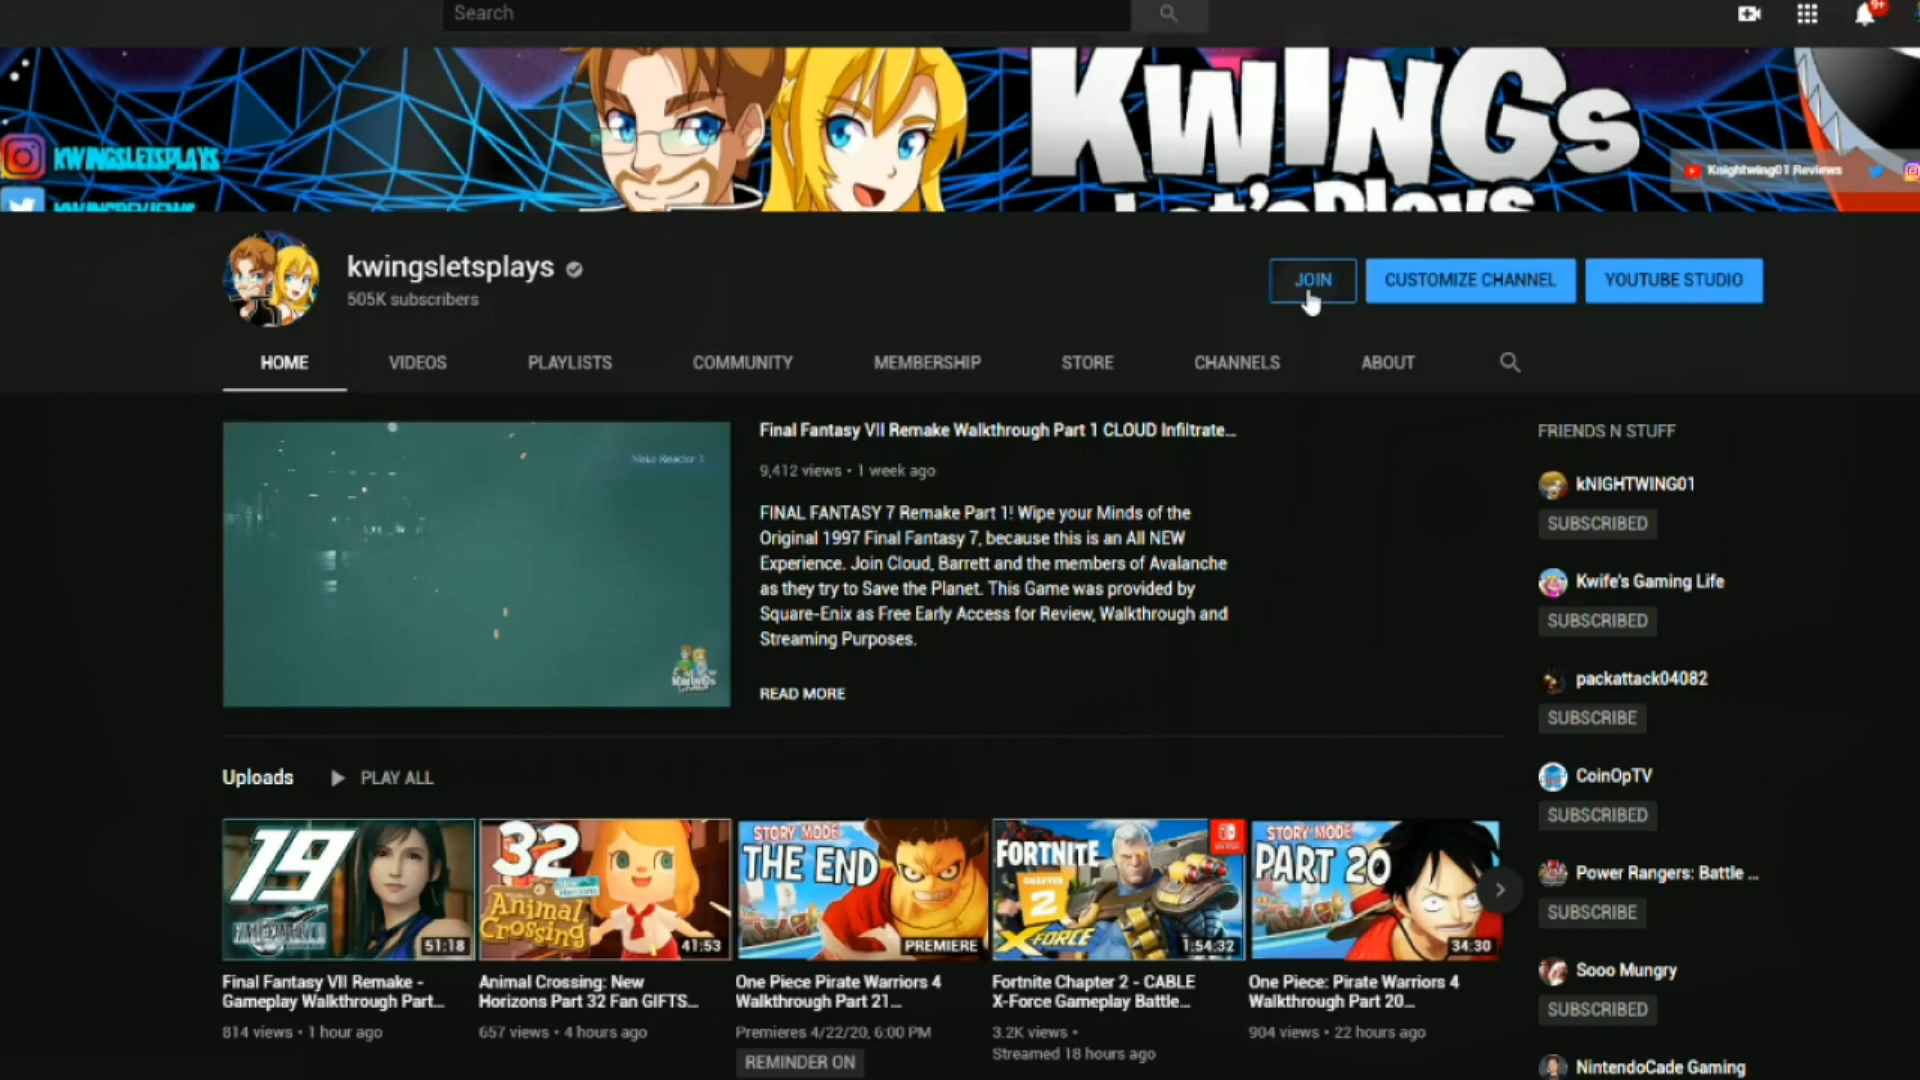 Search
9+
KWINGSLETSPLAYS
KWINGREVIEWS
KWINGs
Let'sPlays
Knightwing01 Reviews
kwingsletsplays
505K subscribers
JOIN
CUSTOMIZE CHANNEL
YOUTUBE STUDIO
HOME
VIDEOS
PLAYLISTS
COMMUNITY
MEMBERSHIP
STORE
CHANNELS
ABOUT
Mako Reactor 1
KWINGs
Final Fantasy VII Remake Walkthrough Part 1 CLOUD Infiltrate...
9,412 views • 1 week ago
FINAL FANTASY 7 Remake Part 1! Wipe your Minds of the
Original 1997 Final Fantasy 7, because this is an All NEW
Experience. Join Cloud, Barrett and the members of Avalanche
as they try to Save the Planet. This Game was provided by
Square-Enix as Free Early Access for Review, Walkthrough and
Streaming Purposes.
READ MORE
FRIENDS N STUFF
kNIGHTWING01
SUBSCRIBED
Kwife's Gaming Life
SUBSCRIBED
packattack04082
SUBSCRIBE
CoinOpTV
SUBSCRIBED
Power Rangers: Battle ...
SUBSCRIBE
Sooo Mungry
SUBSCRIBED
NintendoCade Gaming
Uploads
PLAY ALL
19
51:18
Final Fantasy VII Remake -
Gameplay Walkthrough Part...
814 views • 1 hour ago
32
Animal
Crossing
41:53
Animal Crossing: New
Horizons Part 32 Fan GIFTS...
657 views • 4 hours ago
STORY MODE
THE END
PREMIERE
One Piece Pirate Warriors 4
Walkthrough Part 21...
Premieres 4/22/20, 6:00 PM
REMINDER ON
FORTNITE
CHAPTER
2
X-FORCE
1:54:32
Fortnite Chapter 2 - CABLE
X-Force Gameplay Battle...
3.2K views •
Streamed 18 hours ago
STORY MODE
PART 20
34:30
One Piece: Pirate Warriors 4
Walkthrough Part 20...
904 views • 22 hours ago